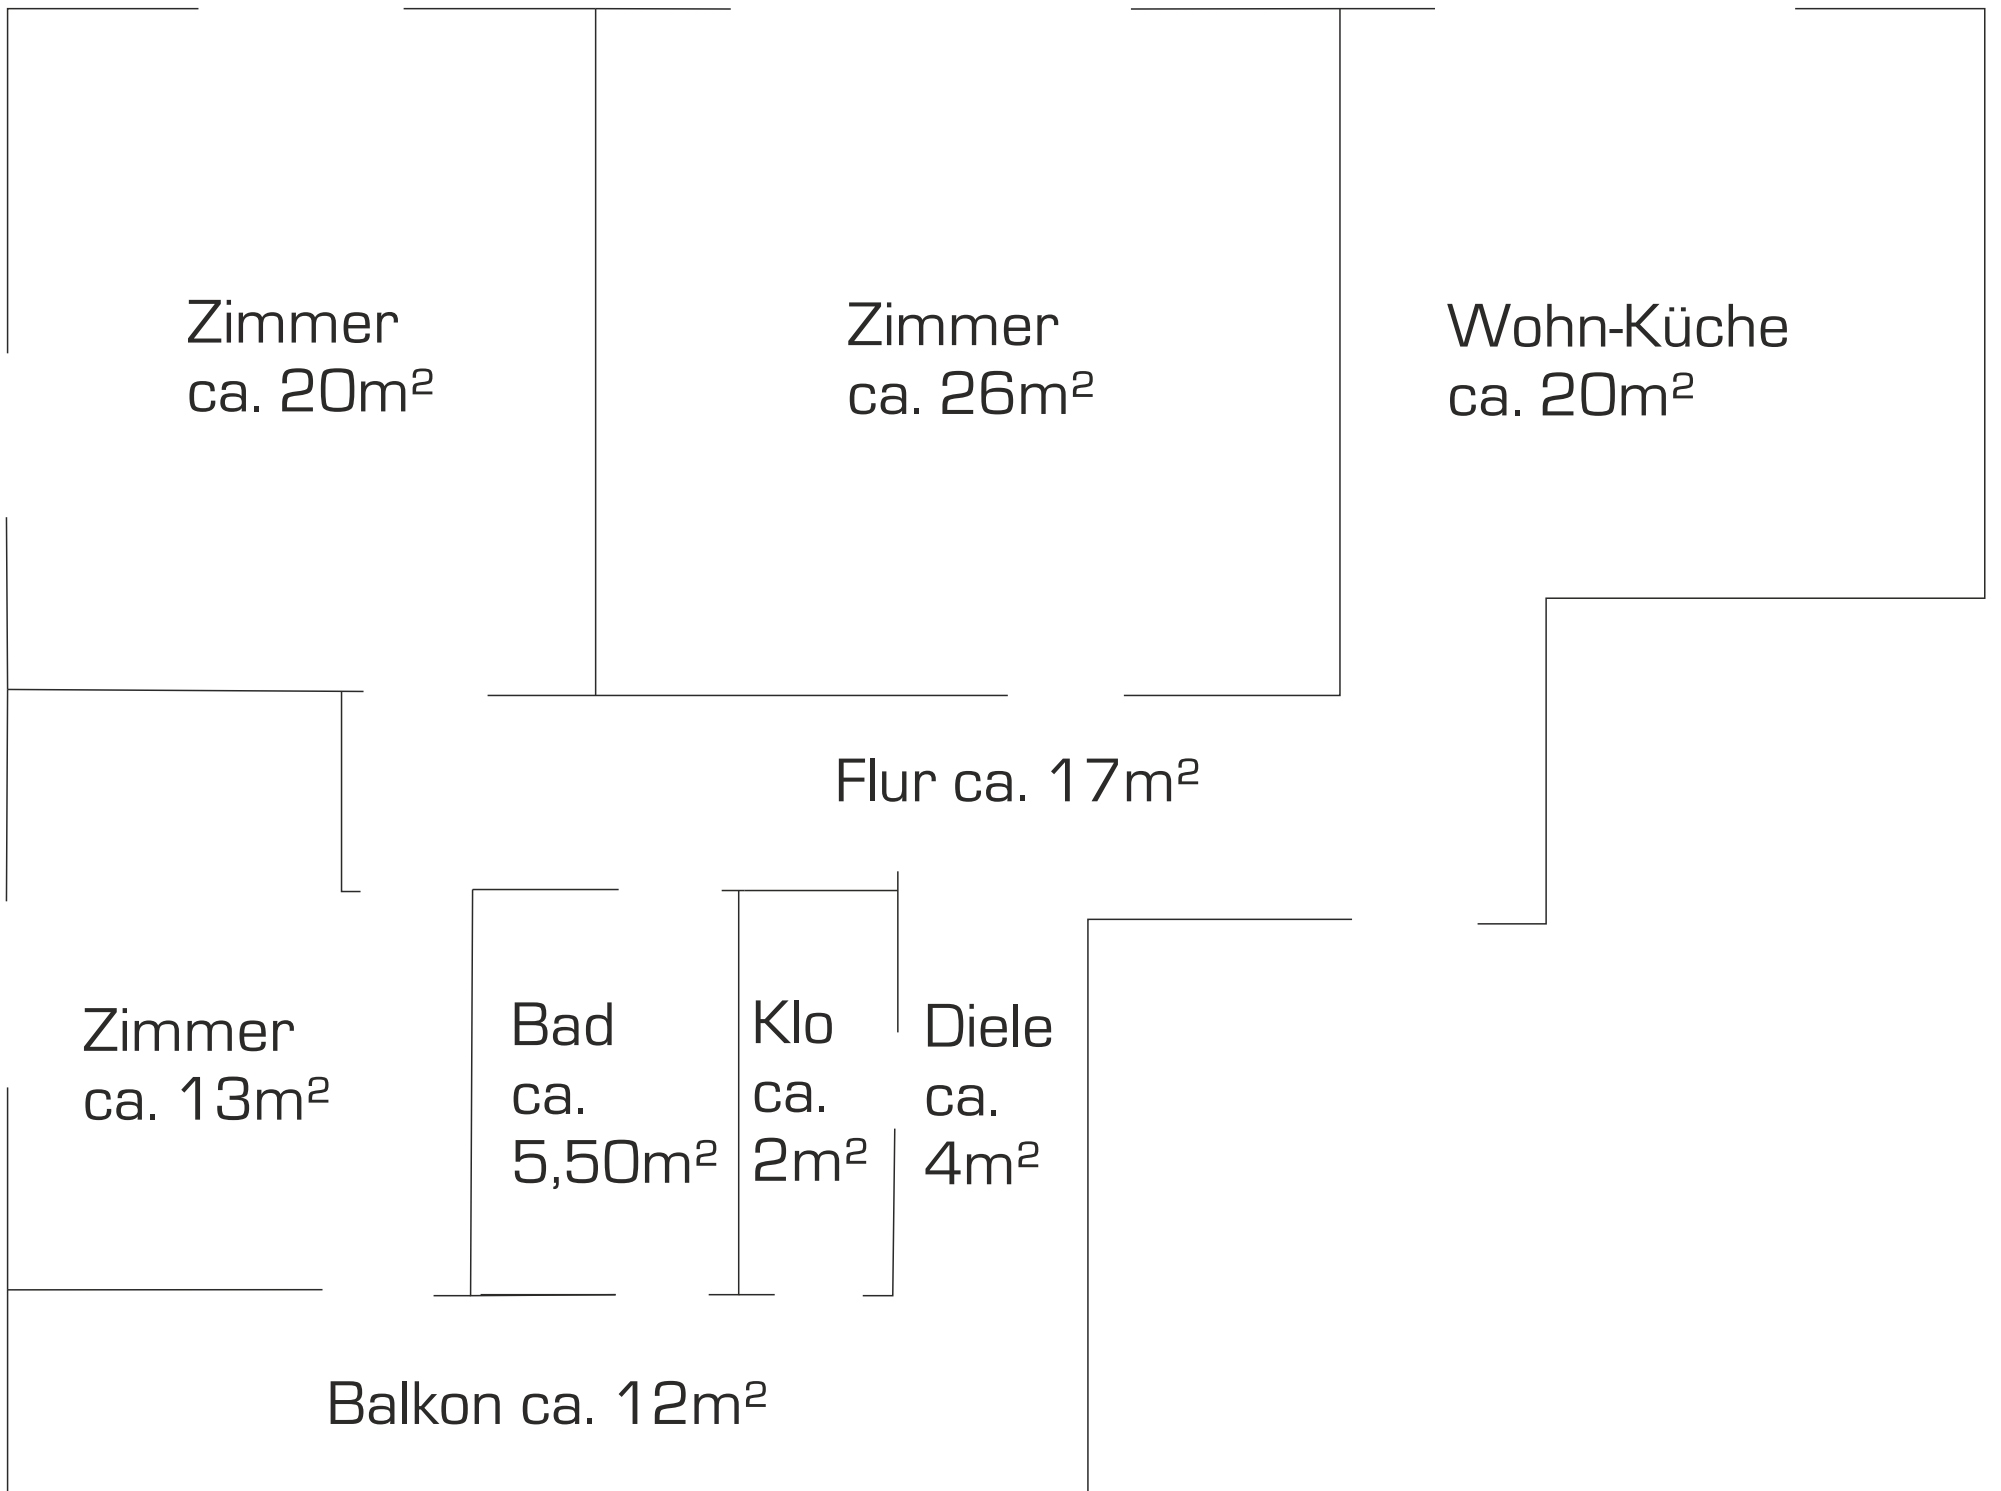 Zimmer
ca. 20m²
Zimmer
ca. 26m²
Wohn-Küche
ca. 20m²
Flur ca. 17m²
Zimmer
ca. 13m²
Bad
ca.
5,50m²
Klo
ca.
2m²
Diele
ca.
4m²
Balkon ca. 12m²